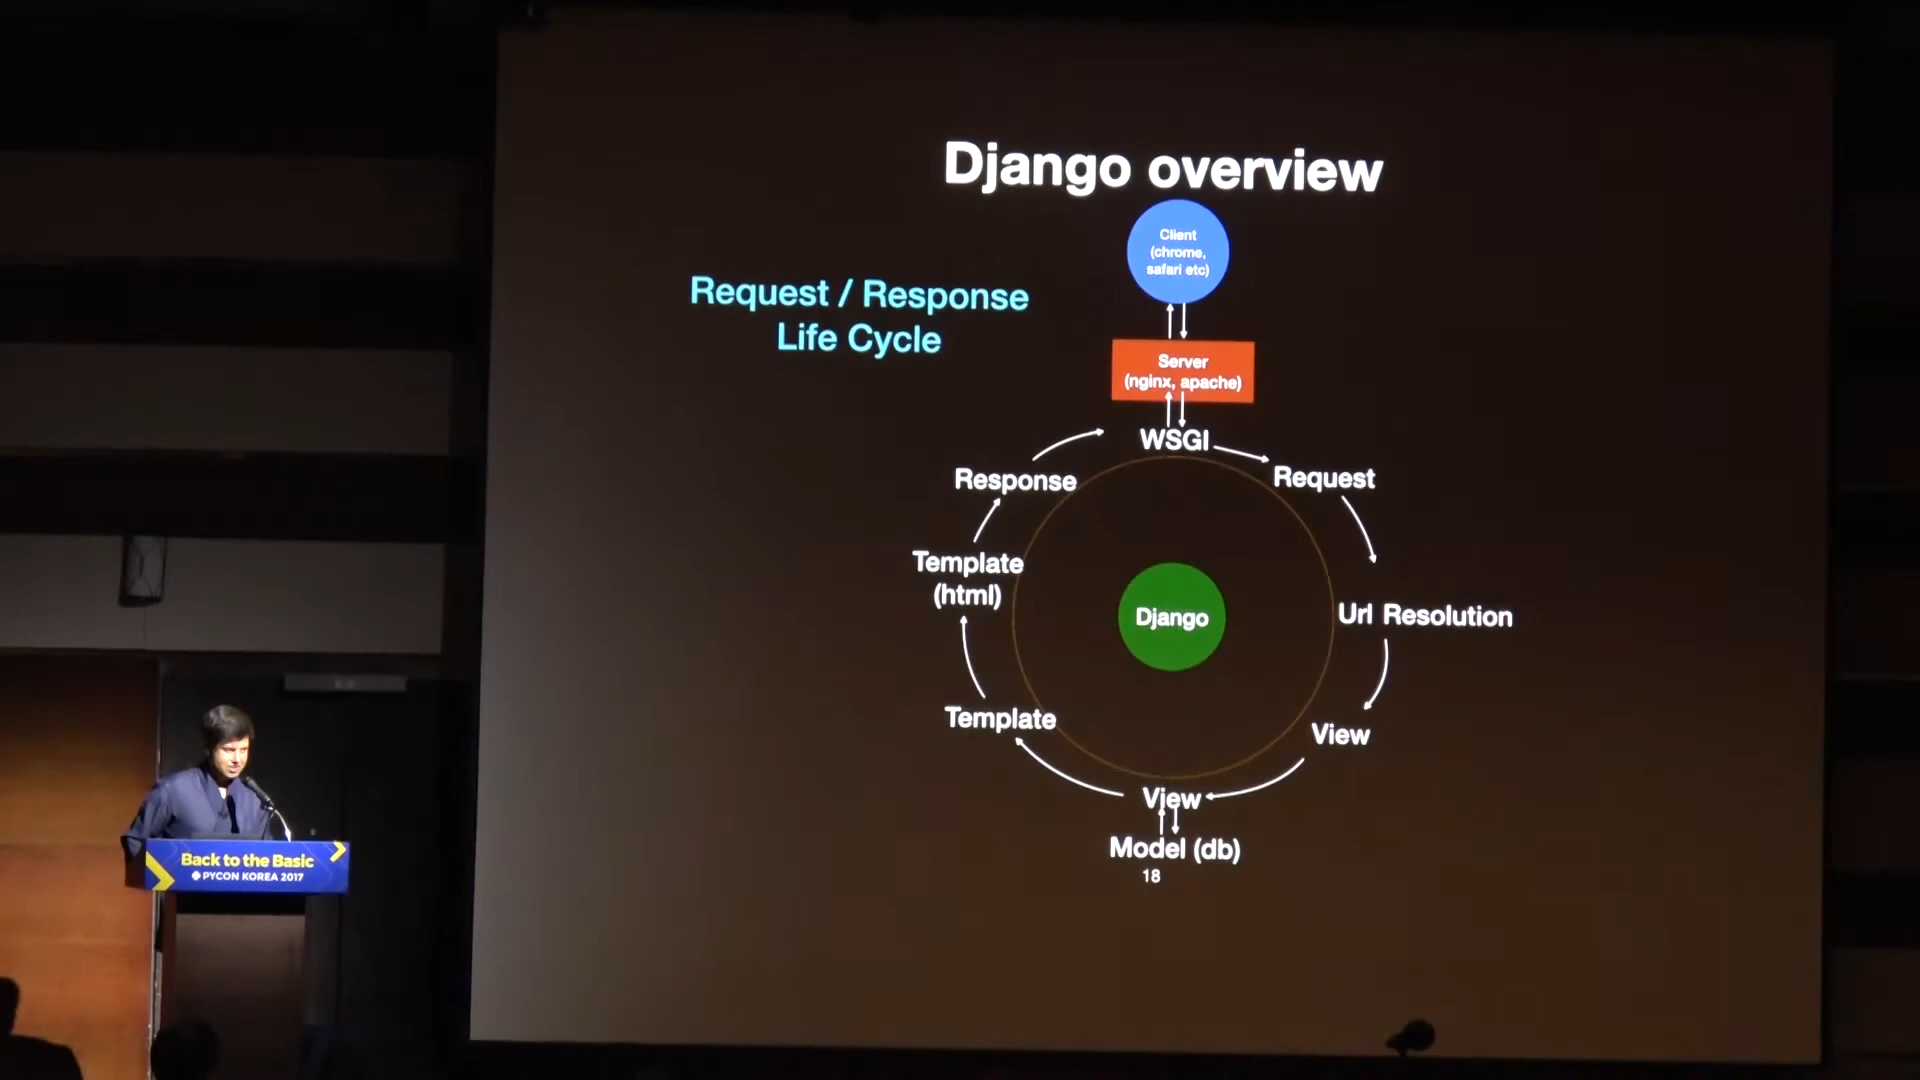 Django overview
Client
(chrome,
safari etc)
Request / Response
Life Cycle
Server
(nginx, apache)
WSGI
Response
Request
Template
(html)
Django
Url Resolution
Template
View
View
Model (db)
18
Back to the Basic
PYCON KOREA 2017